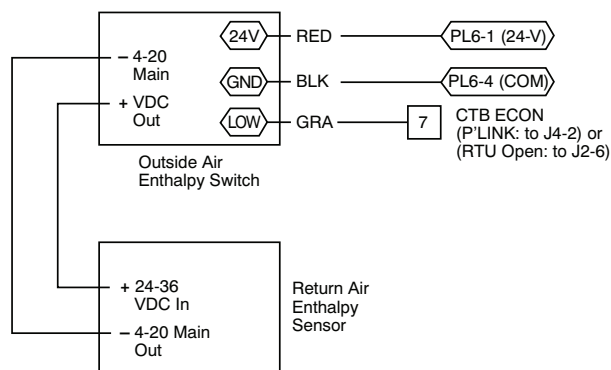 24V RED PL6-1 (24-V)
– 4-20
Main
GND BLK PL6-4 (COM)
+ VDC
Out
LOW GRA 7 CTB ECON
(P'LINK: to J4-2) or
(RTU Open: to J2-6)
Outside Air
Enthalpy Switch
+ 24-36
VDC In
– 4-20 Main
Out
Return Air
Enthalpy
Sensor